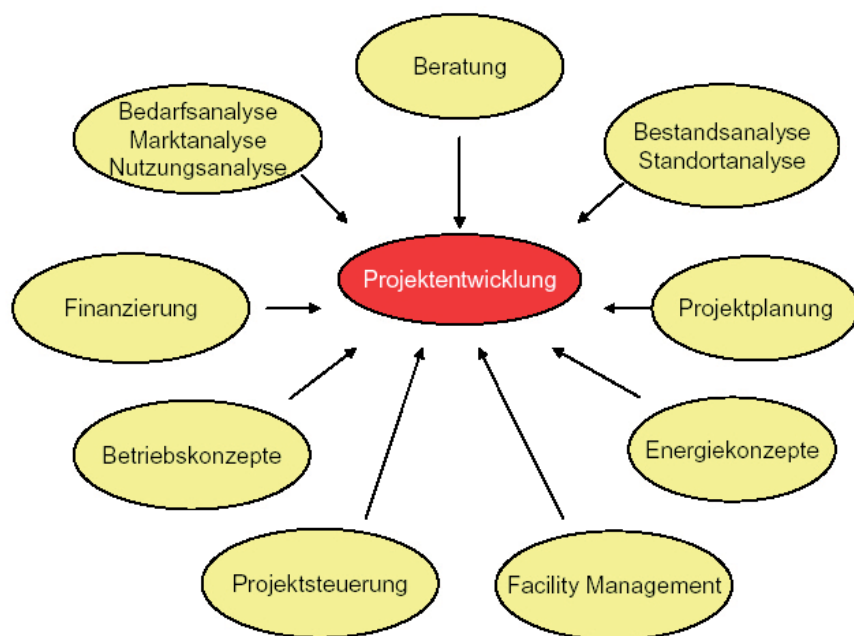 Beratung
Bedarfsanalyse
Marktanalyse
Nutzungsanalyse
Bestandsanalyse
Standortanalyse
Projektentwicklung
Finanzierung
Projektplanung
Betriebskonzepte
Energiekonzepte
Projektsteuerung
Facility Management